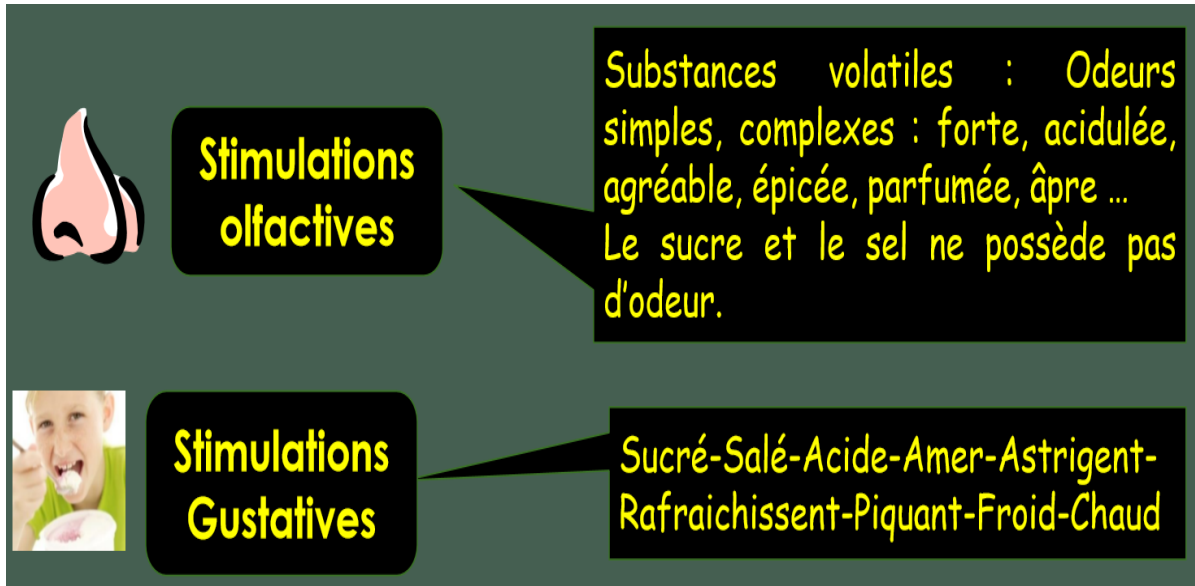 Stimulations
olfactives
Substances volatiles : Odeurs
simples, complexes : forte, acidulée,
agréable, épicée, parfumée, âpre ...
Le sucre et le sel ne possède pas
d'odeur.
Stimulations
Gustatives
Sucré-Salé-Acide-Amer-Astrigent-
Rafraichissent-Piquant-Froid-Chaud